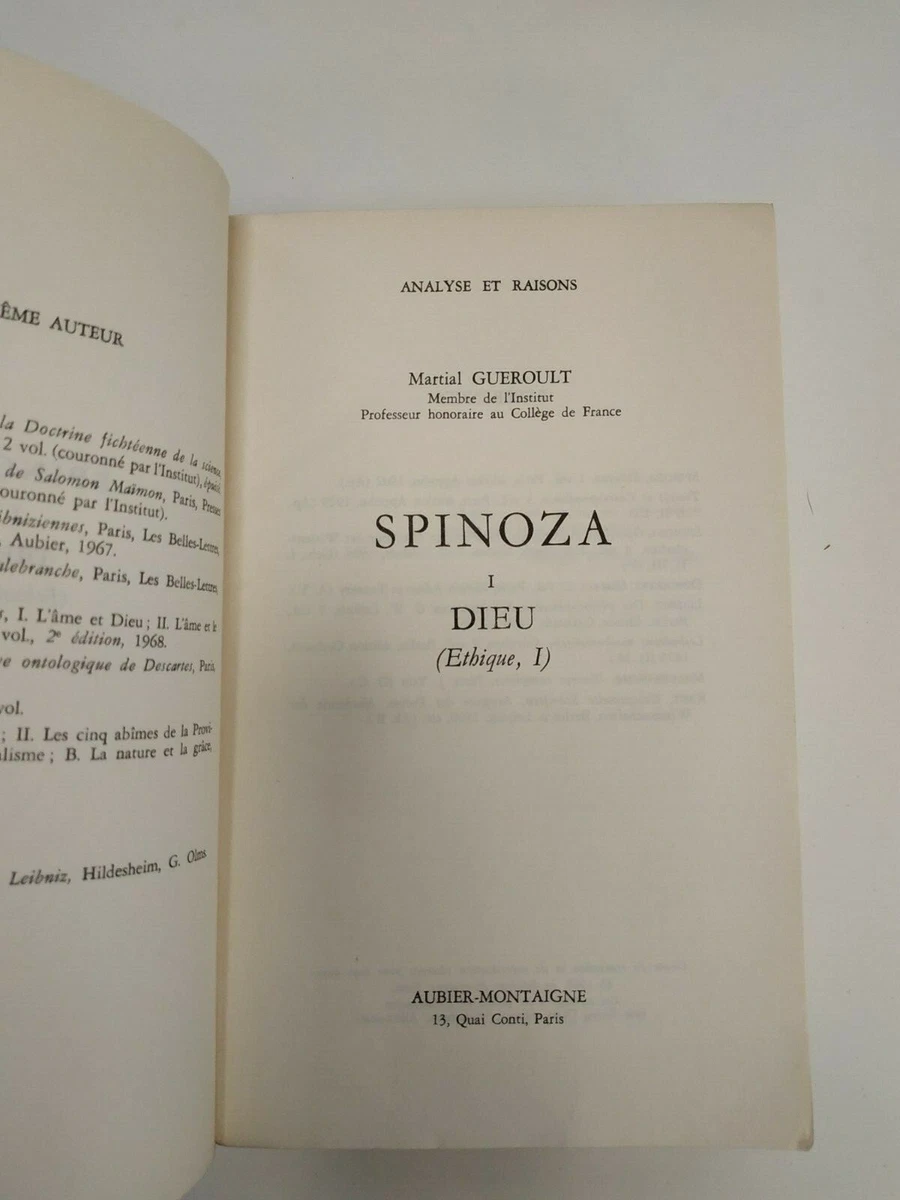 ÊME AUTEUR
la Doctrine fichtéenne de la science,
2 vol. (couronné par l'Institut),
de Salomon Maïmon, Paris, Presses
ouronné par l'Institut).
ibniziennes, Paris, Les Belles-Lettres,
, Aubier, 1967.
alebranche, Paris, Les Belles-Lettres,
, I. L'âme et Dieu ; II. L'âme et le
vol., 2e édition, 1968.
ve ontologique de Descartes, Paris,
vol.
; II. Les cinq abîmes de la Provi-
alisme ; B. La nature et la grâce,
Leibniz, Hildesheim, G. Olms
ANALYSE ET RAISONS
Martial GUEROULT
Membre de l'Institut
Professeur honoraire au Collège de France
SPINOZA
I
DIEU
(Ethique, I)
AUBIER-MONTAIGNE
13, Quai Conti, Paris